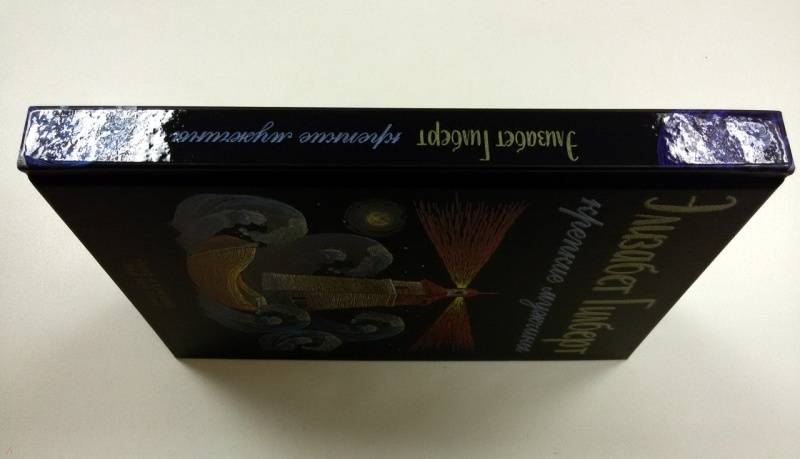 Элизабет Гилберт крепкие мужчины
Элизабет Гилберт
крепкие мужчины